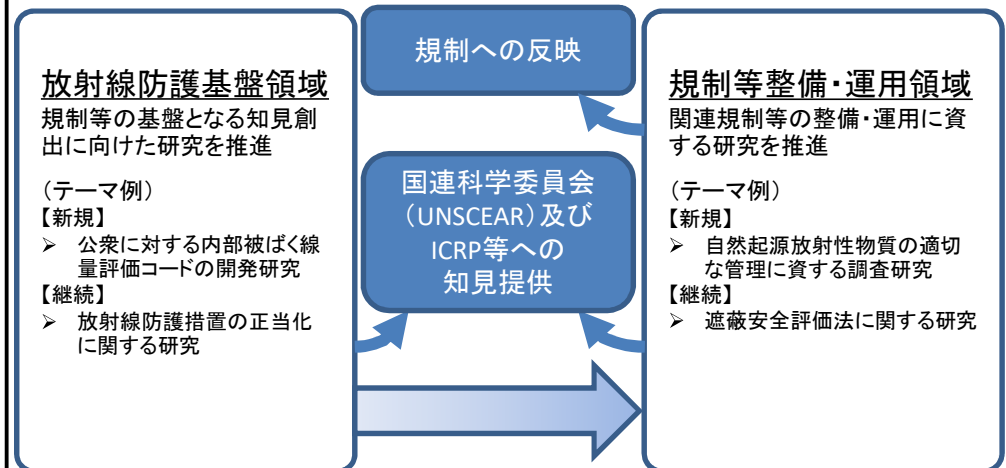 放射線防護基盤領域
規制等の基盤となる知見創
出に向けた研究を推進
(テーマ例)
【新規】
➢ 公衆に対する内部被ばく線
量評価コードの開発研究
【継続】
➢ 放射線防護措置の正当化
に関する研究
規制への反映
国連科学委員会
(UNSCEAR)及び
ICRP等への
知見提供
規制等整備・運用領域
関連規制等の整備・運用に資
する研究を推進
(テーマ例)
【新規】
➢ 自然起源放射性物質の適切
な管理に資する調査研究
【継続】
➢ 遮蔽安全評価法に関する研究